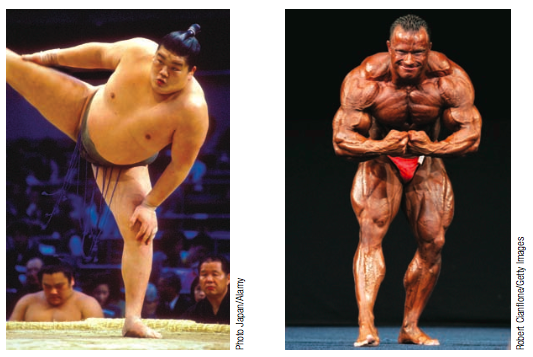 Photo Japan/Alamy
Robert Cianflone/Getty Images